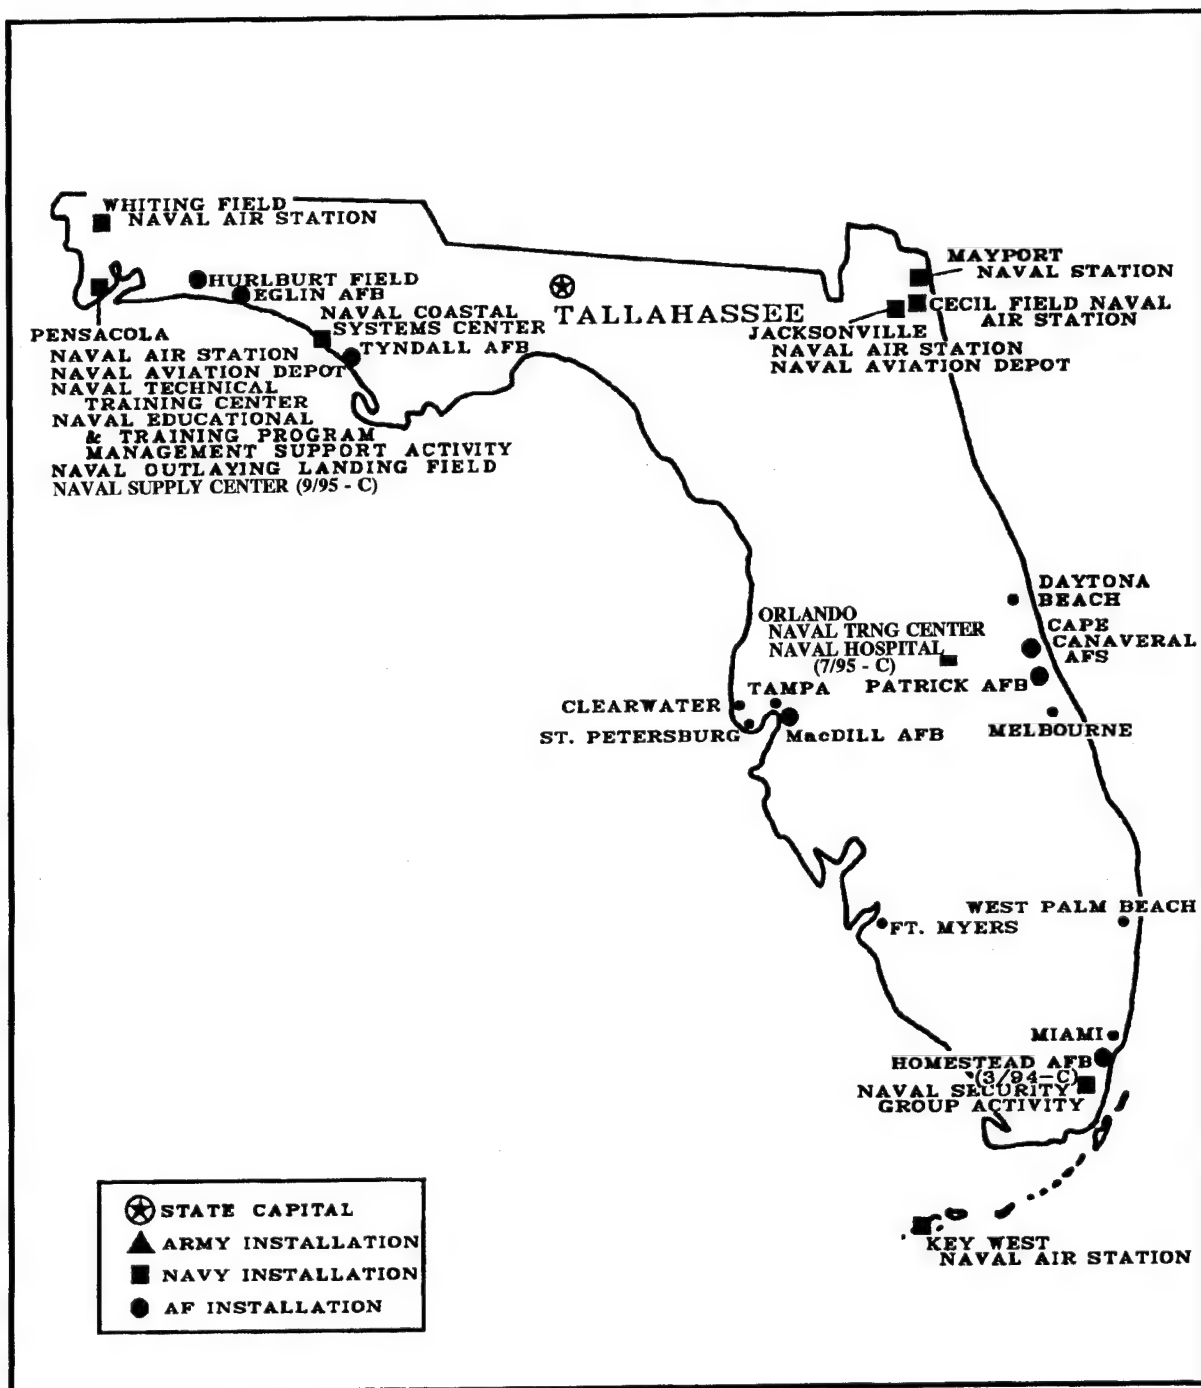 WHITING FIELD
NAVAL AIR STATION
HURLBURT FIELD
EGLIN AFB
NAVAL COASTAL
SYSTEMS CENTER
TYNDALL AFB
PENSACOLA
NAVAL AIR STATION
NAVAL AVIATION DEPOT
NAVAL TECHNICAL
TRAINING CENTER
NAVAL EDUCATIONAL
& TRAINING PROGRAM
MANAGEMENT SUPPORT ACTIVITY
NAVAL OUTLAYING LANDING FIELD
NAVAL SUPPLY CENTER (9/95 - C)
TALLAHASSEE
MAYPORT
NAVAL STATION
CECIL FIELD NAVAL
AIR STATION
JACKSONVILLE
NAVAL AIR STATION
NAVAL AVIATION DEPOT
DAYTONA
BEACH
CAPE
CANAVERAL
AFS
ORLANDO
NAVAL TRNG CENTER
NAVAL HOSPITAL
(7/95 - C)
PATRICK AFB
TAMPA
CLEARWATER
ST. PETERSBURG
MacDILL AFB
MELBOURNE
WEST PALM BEACH
FT. MYERS
MIAMI
HOMESTEAD AFB
(3/94-C)
NAVAL SECURITY
GROUP ACTIVITY
KEY WEST
NAVAL AIR STATION
STATE CAPITAL
ARMY INSTALLATION
NAVY INSTALLATION
AF INSTALLATION